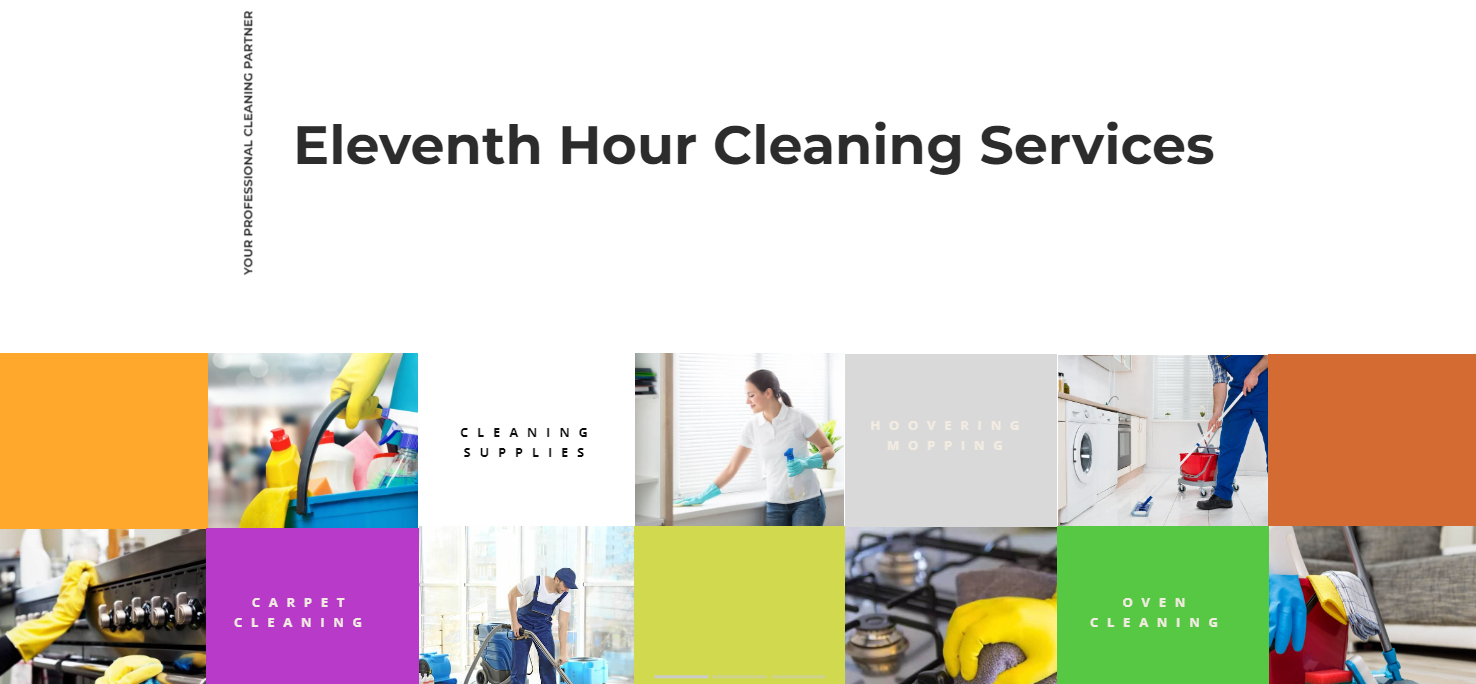 YOUR PROFESSIONAL CLEANING PARTNER
Eleventh Hour Cleaning Services
CLEANING
SUPPLIES
HOOVERING
MOPPING
CARPET
CLEANING
OVEN
CLEANING